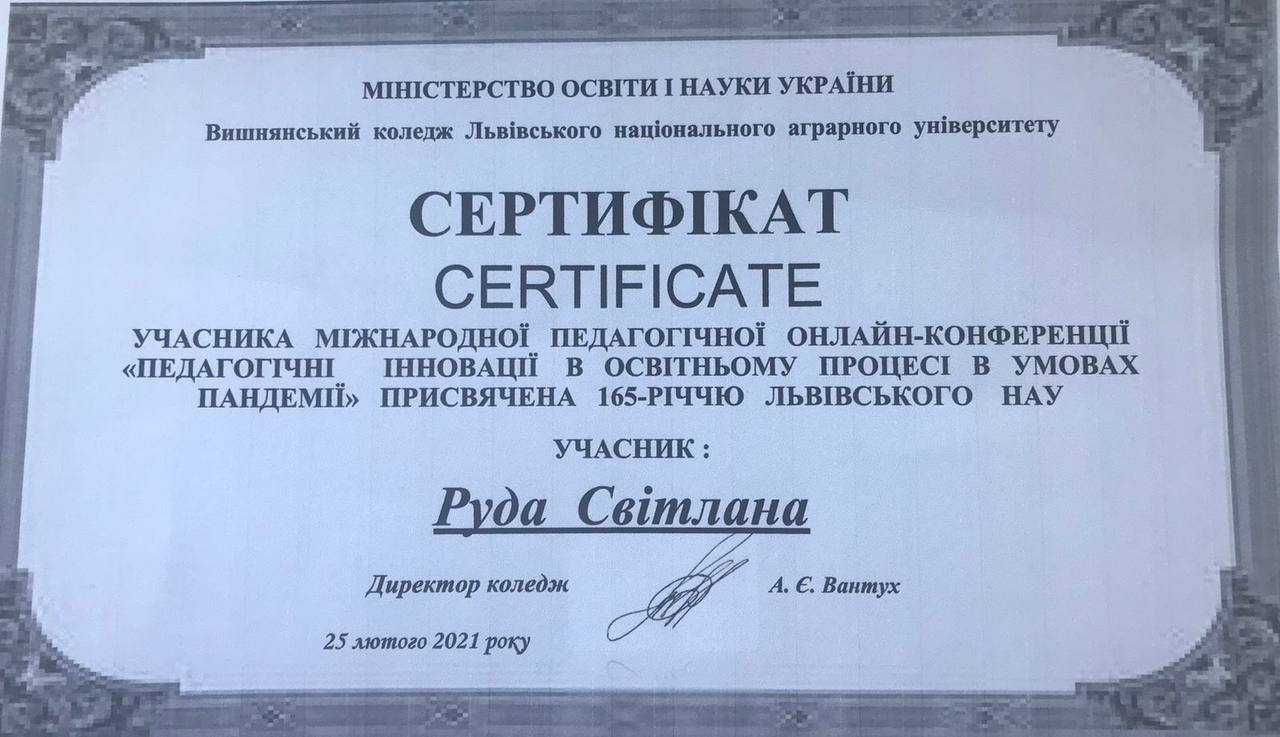 МІНІСТЕРСТВО ОСВІТИ І НАУКИ УКРАЇНИ
Вишнянський коледж Львівського національного аграрного університету
СЕРТИФІКАТ
CERTIFICATE
УЧАСНИКА МІЖНАРОДНОЇ ПЕДАГОГІЧНОЇ ОНЛАЙН-КОНФЕРЕНЦІЇ
«ПЕДАГОГІЧНІ ІННОВАЦІЇ В ОСВІТНЬОМУ ПРОЦЕСІ В УМОВАХ
ПАНДЕМІЇ» ПРИСВЯЧЕНА 165-РІЧЧЮ ЛЬВІВСЬКОГО НАУ
УЧАСНИК :
Руда Світлана
Директор коледж А. Є. Вантух
25 лютого 2021 року